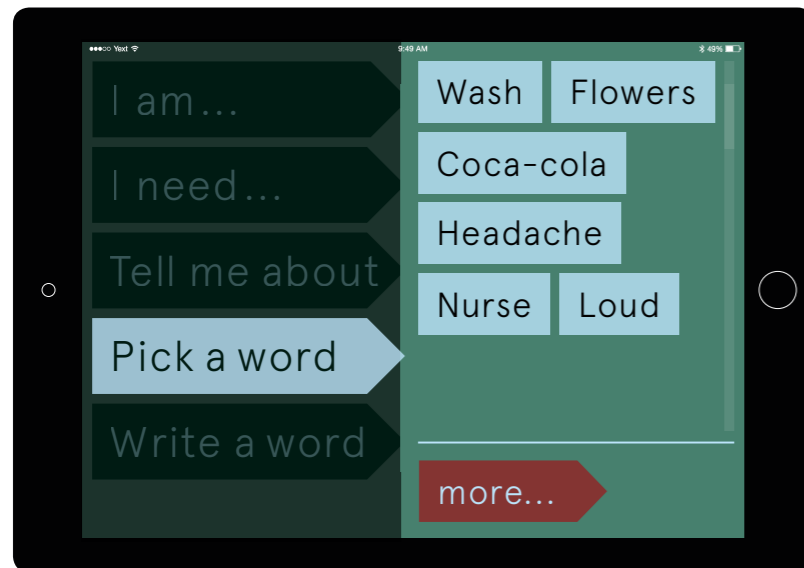 ●●●○○ Yext 9:49 AM 49%
I am...
I need...
Tell me about
Pick a word
Write a word
Wash Flowers
Coca-cola
Headache
Nurse Loud
more...